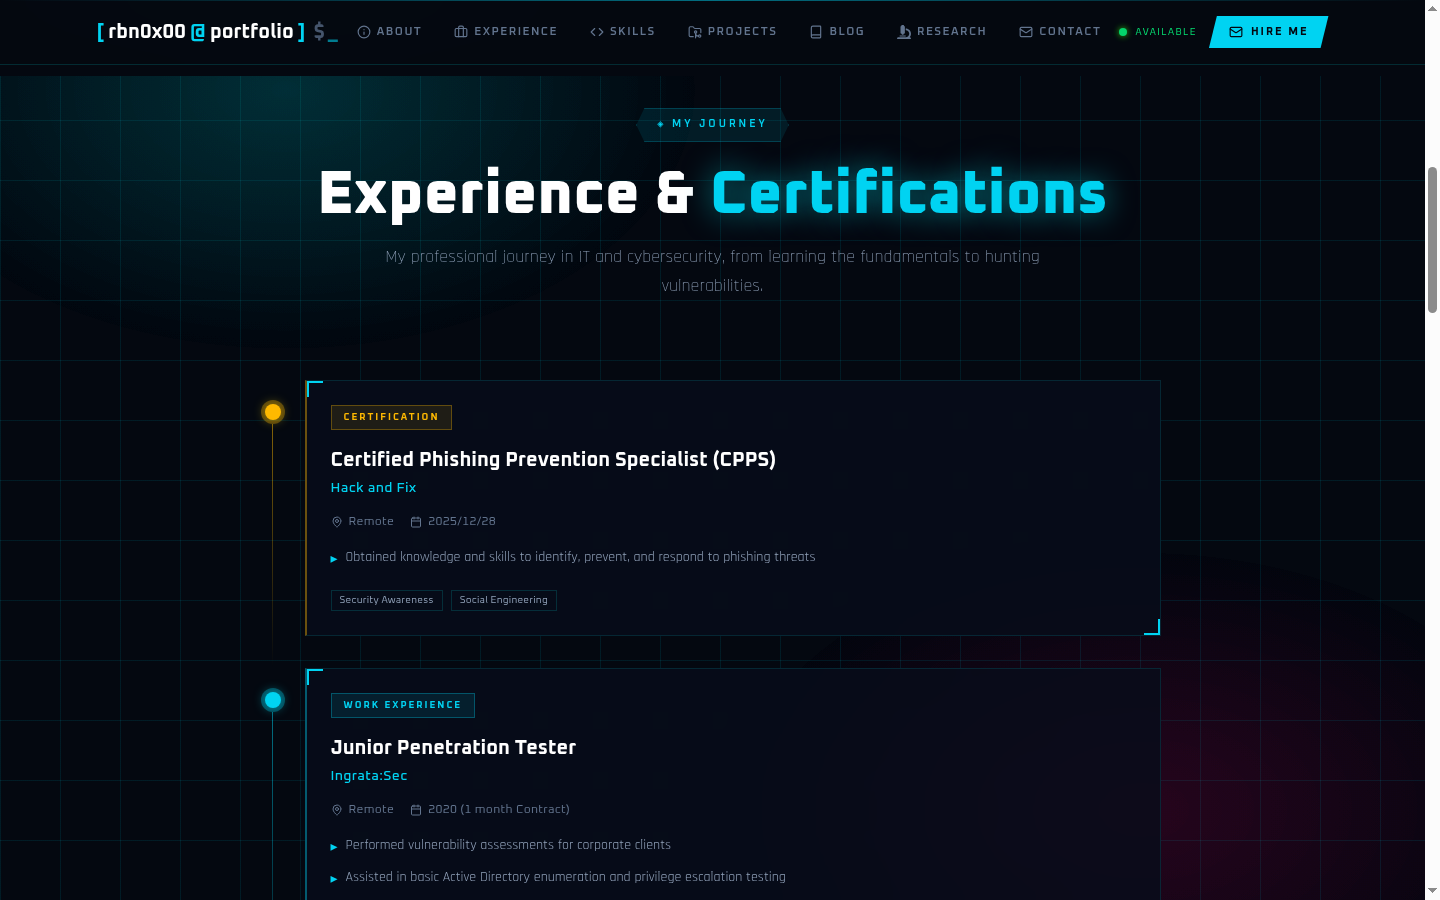 [ rbn0x00 @ portfolio ] $_
ABOUT
EXPERIENCE
SKILLS
PROJECTS
BLOG
RESEARCH
CONTACT
AVAILABLE
HIRE ME
MY JOURNEY
Experience & Certifications
My professional journey in IT and cybersecurity, from learning the fundamentals to hunting
vulnerabilities.
CERTIFICATION
Certified Phishing Prevention Specialist (CPPS)
Hack and Fix
Remote 2025/12/28
Obtained knowledge and skills to identify, prevent, and respond to phishing threats
Security Awareness Social Engineering
WORK EXPERIENCE
Junior Penetration Tester
Ingrata:Sec
Remote 2020 (1 month Contract)
Performed vulnerability assessments for corporate clients
Assisted in basic Active Directory enumeration and privilege escalation testing